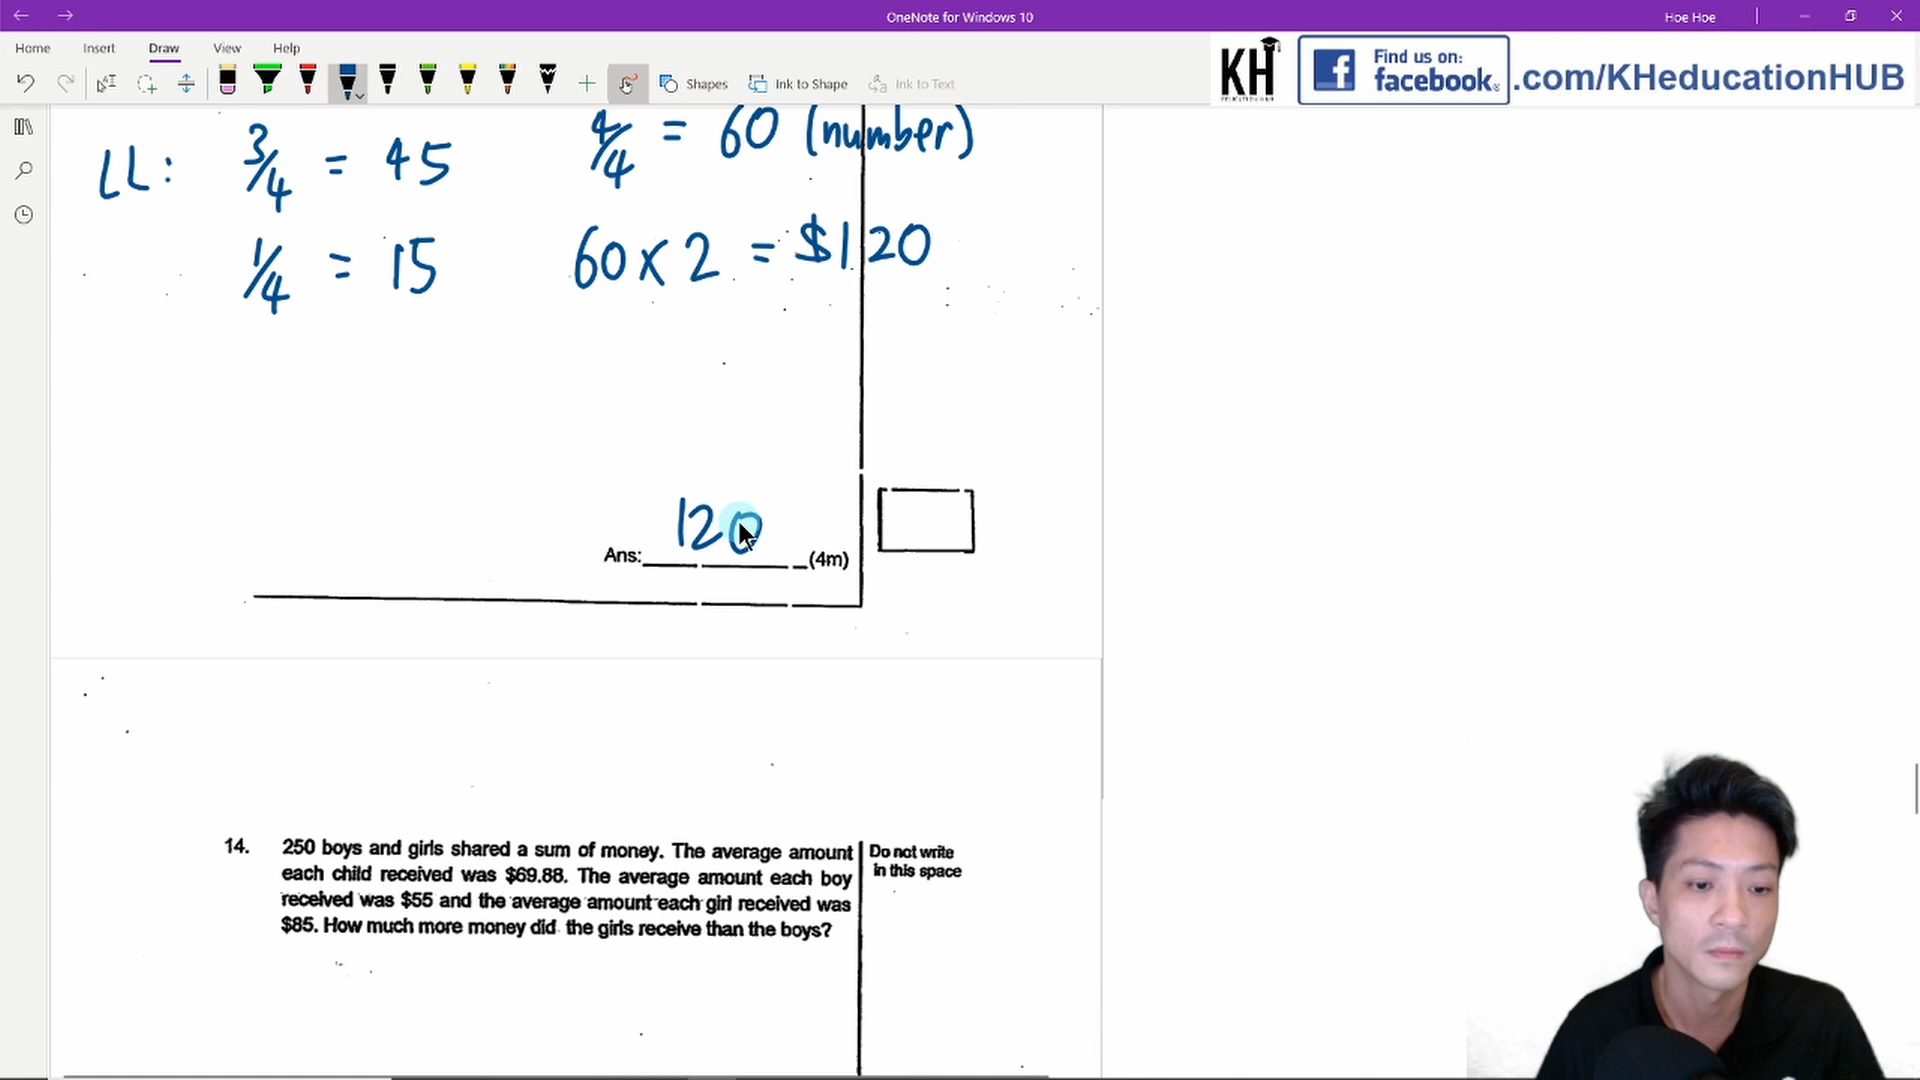 OneNote for Windows 10
Hoe Hoe
Home Insert Draw View Help
Shapes Ink to Shape Ink to Text
KH
EDUCATION HUB
Find us on:
facebook.
.com/KHeducationHUB
LL: 3/4 = 45 4/4 = 60 (number)
1/4 = 15 60 x 2 = $120
120
Ans: (4m)
14. 250 boys and girls shared a sum of money. The average amount
each child received was $69.88. The average amount each boy
received was $55 and the average amount each girl received was
$85. How much more money did the girls receive than the boys?
Do not write
in this space